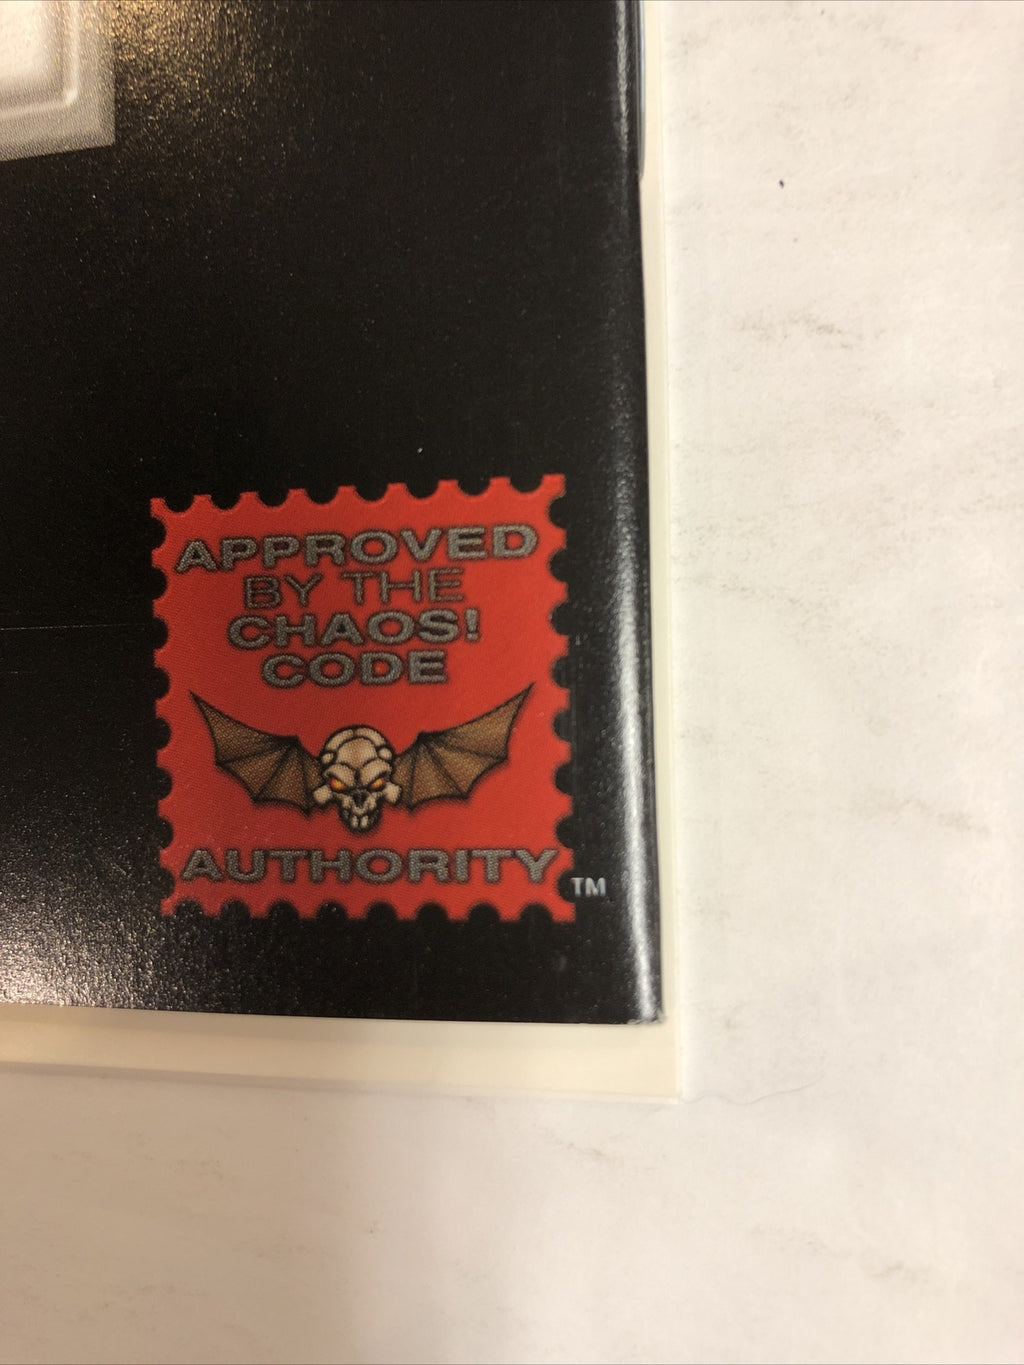 APPROVED
BY THE
CHAOS!
CODE
AUTHORITY
TM